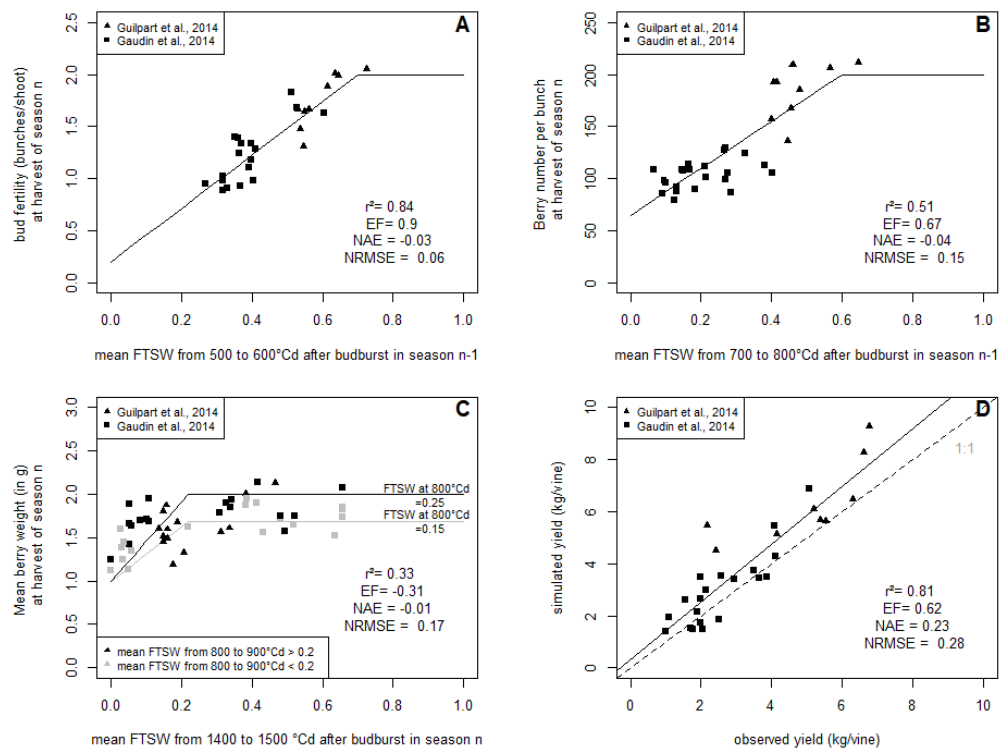 A
▲ Guilpart et al., 2014
■ Gaudin et al., 2014
bud fertility (bunches/shoot)
at harvest of season n
0.0 0.5 1.0 1.5 2.0 2.5
r²= 0.84
EF= 0.9
NAE = -0.03
NRMSE = 0.06
0.0 0.2 0.4 0.6 0.8 1.0
mean FTSW from 500 to 600°Cd after budburst in season n-1
B
▲ Guilpart et al., 2014
■ Gaudin et al., 2014
Berry number per bunch
at harvest of season n
0 50 100 150 200 250
r²= 0.51
EF= 0.67
NAE = -0.04
NRMSE = 0.15
0.0 0.2 0.4 0.6 0.8 1.0
mean FTSW from 700 to 800°Cd after budburst in season n-1
C
▲ Guilpart et al., 2014
■ Gaudin et al., 2014
Mean berry weight (in g)
at harvest of season n
0.0 0.5 1.0 1.5 2.0 2.5 3.0
FTSW at 800°Cd
=0.25
FTSW at 800°Cd
=0.15
r²= 0.33
EF= -0.31
NAE = -0.01
NRMSE = 0.17
▲ mean FTSW from 800 to 900°Cd > 0.2
▲ mean FTSW from 800 to 900°Cd < 0.2
0.0 0.2 0.4 0.6 0.8 1.0
mean FTSW from 1400 to 1500 °Cd after budburst in season n
D
▲ Guilpart et al., 2014
■ Gaudin et al., 2014
1:1
simulated yield (kg/vine)
0 2 4 6 8 10
r²= 0.81
EF= 0.62
NAE = 0.23
NRMSE = 0.28
0 2 4 6 8 10
observed yield (kg/vine)